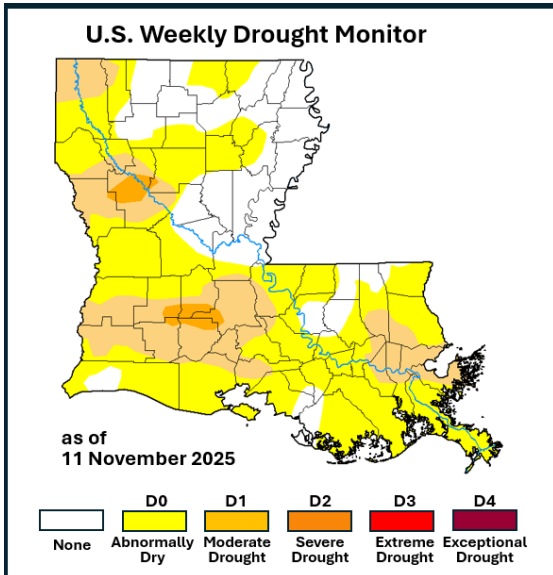 U.S. Weekly Drought Monitor
as of
11 November 2025
D0 D1 D2 D3 D4
None Abnormally Moderate Severe Extreme Exceptional
Dry Drought Drought Drought Drought